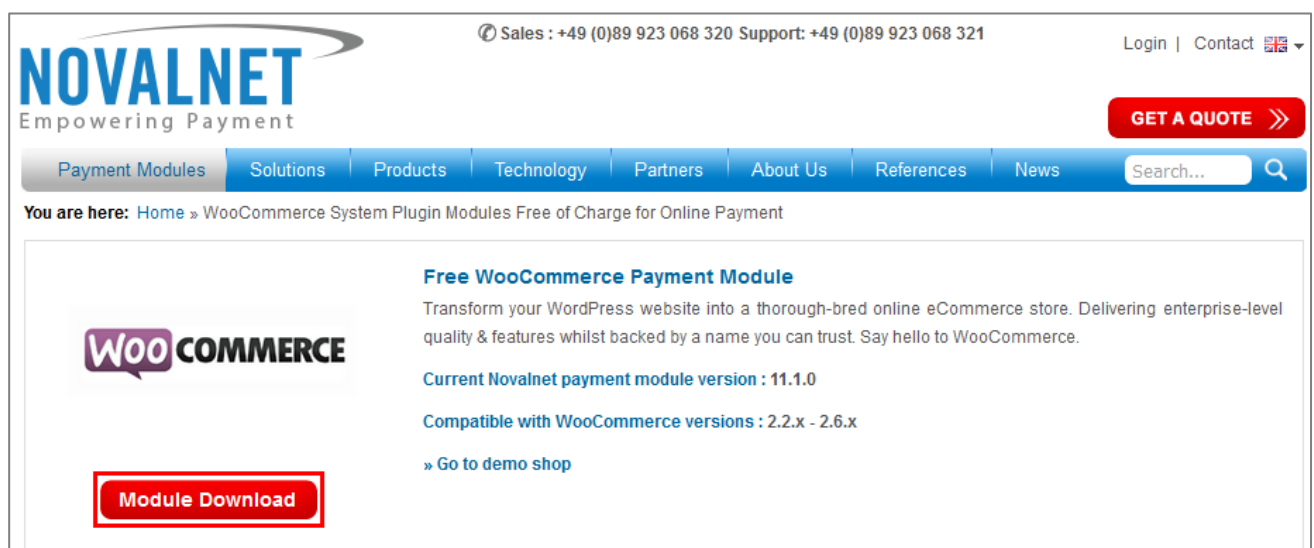 Sales : +49 (0)89 923 068 320 Support: +49 (0)89 923 068 321
Login | Contact
NOVALNET
Empowering Payment
GET A QUOTE
Payment Modules Solutions Products Technology Partners About Us References News Search...
You are here: Home » WooCommerce System Plugin Modules Free of Charge for Online Payment
Free WooCommerce Payment Module
Transform your WordPress website into a thorough-bred online eCommerce store. Delivering enterprise-level
quality & features whilst backed by a name you can trust. Say hello to WooCommerce.
WOO COMMERCE
Current Novalnet payment module version : 11.1.0
Compatible with WooCommerce versions : 2.2.x - 2.6.x
» Go to demo shop
Module Download